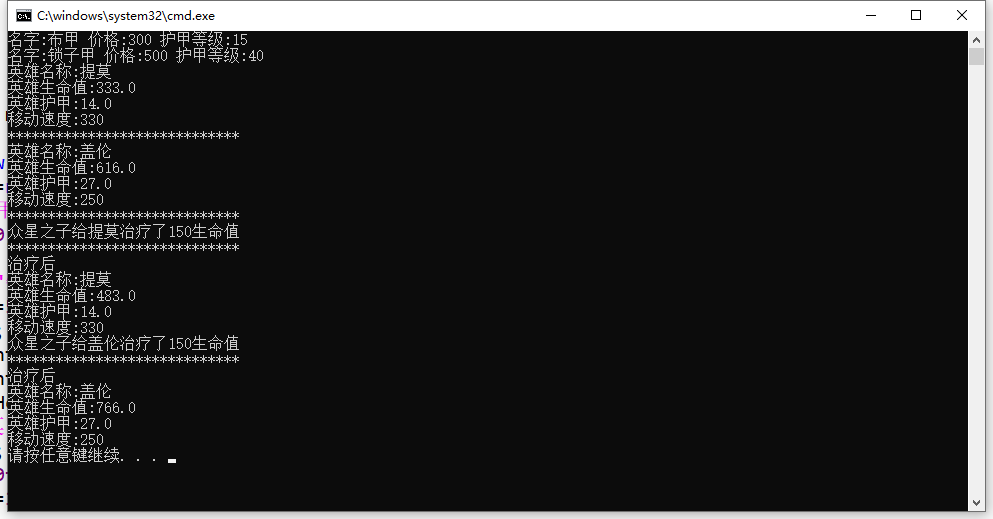 C:\windows\system32\cmd.exe
名字:布甲 价格:300 护甲等级:15
名字:锁子甲 价格:500 护甲等级:40
英雄名称:提莫
英雄生命值:333.0
英雄护甲:14.0
移动速度:330
*****************************
英雄名称:盖伦
英雄生命值:616.0
英雄护甲:27.0
移动速度:250
*****************************
众星之子给提莫治疗了150生命值
*****************************
治疗后
英雄名称:提莫
英雄生命值:483.0
英雄护甲:14.0
移动速度:330
众星之子给盖伦治疗了150生命值
*****************************
治疗后
英雄名称:盖伦
英雄生命值:766.0
英雄护甲:27.0
移动速度:250
请按任意键继续. . .